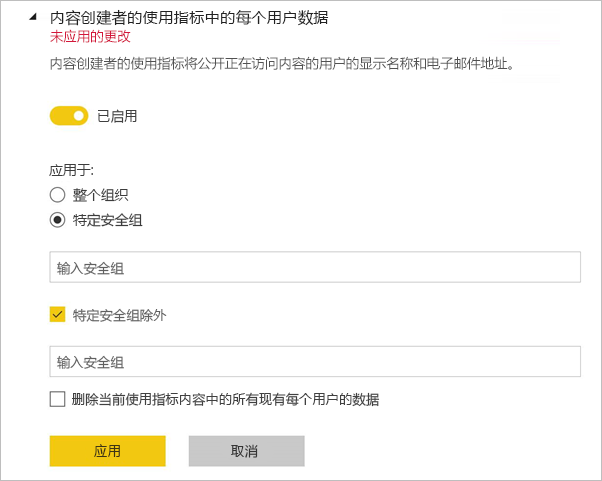 内容创建者的使用指标中的每个用户数据
未应用的更改
内容创建者的使用指标将公开正在访问内容的用户的显示名称和电子邮件地址。
已启用
应用于:
整个组织
特定安全组
输入安全组
特定安全组除外
输入安全组
删除当前使用指标内容中的所有现有每个用户的数据
应用
取消